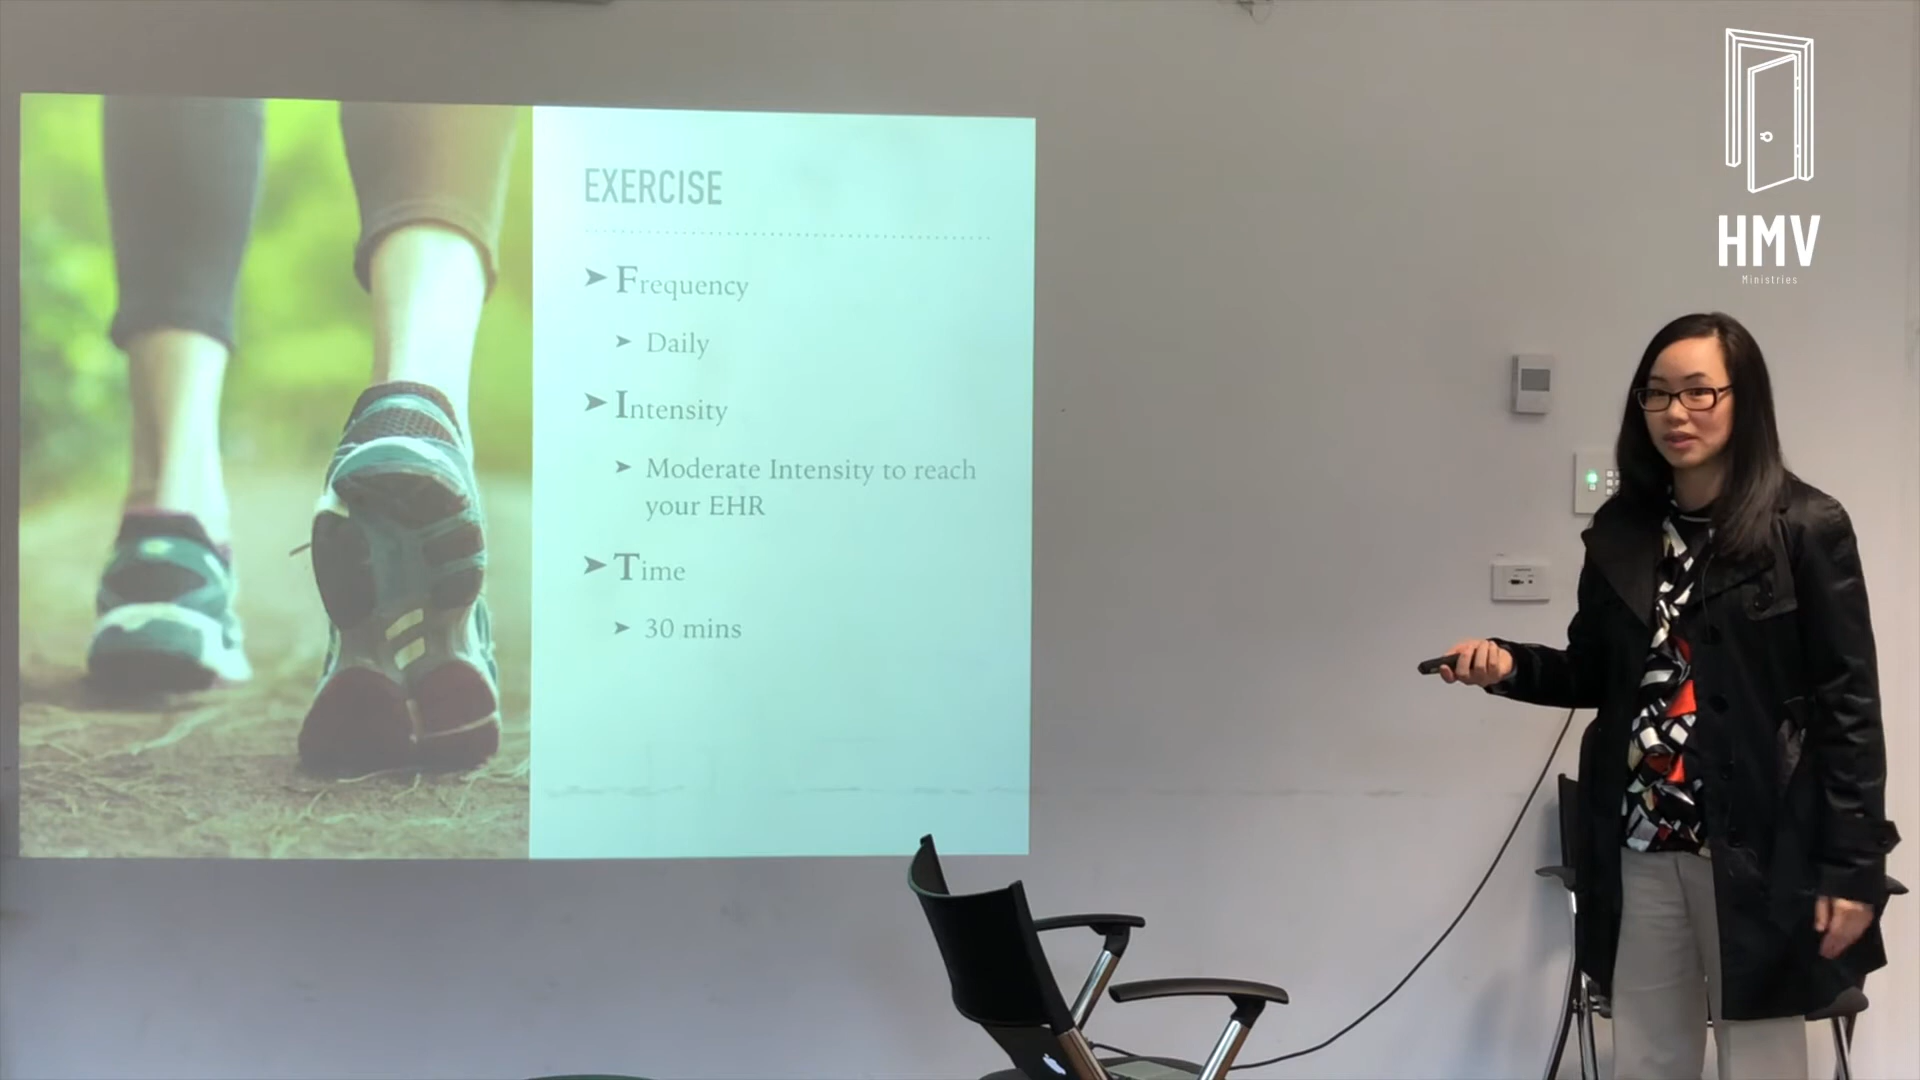 EXERCISE
➤ Frequency
➤ Daily
➤ Intensity
➤ Moderate Intensity to reach
your EHR
➤ Time
➤ 30 mins
HMV
Ministries